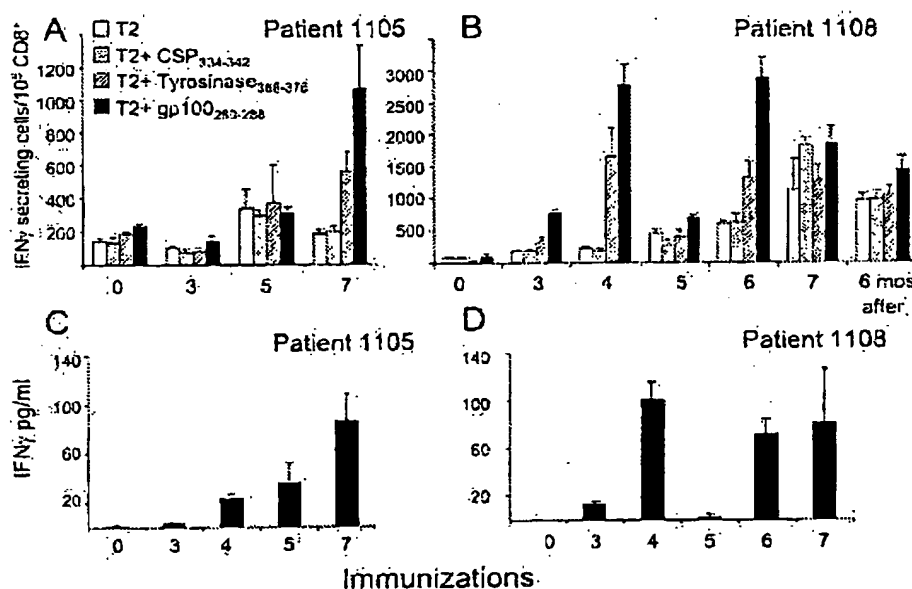 A
Patient 1105
T2
T2+ CSP334-342
T2+ Tyrosinase368-376
T2+ gp100280-288
IFNγ secreting cells/10⁵ CD8⁺
1200
1000
800
600
400
200
0 3 5 7
B
Patient 1108
3000
2500
2000
1500
1000
500
0 3 4 5 6 7 6 mos
after
C
Patient 1105
IFNγ pg/ml
140
100
60
20
0 3 4 5 7
D
Patient 1108
140
100
60
20
0 3 4 5 6 7
Immunizations